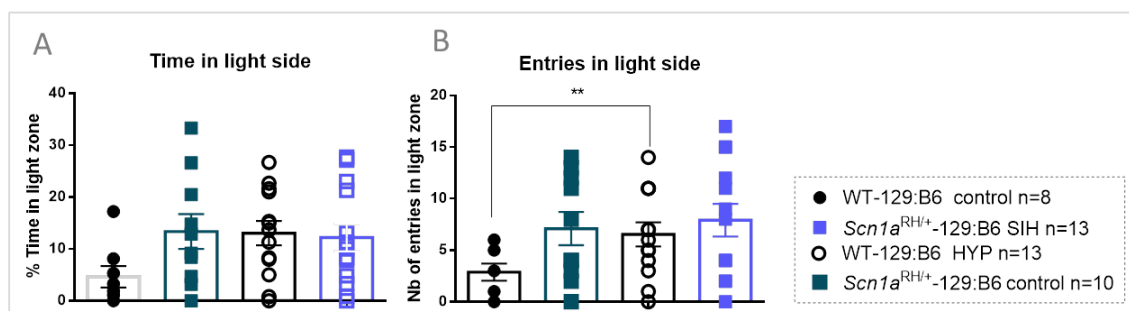 A
Time in light side
% Time in light zone
40
30
20
10
0
B
Entries in light side
Nb of entries in light zone
20
15
10
5
0
**
WT-129:B6 control n=8
Scn1aRH/+-129:B6 SIH n=13
WT-129:B6 HYP n=13
Scn1aRH/+-129:B6 control n=10